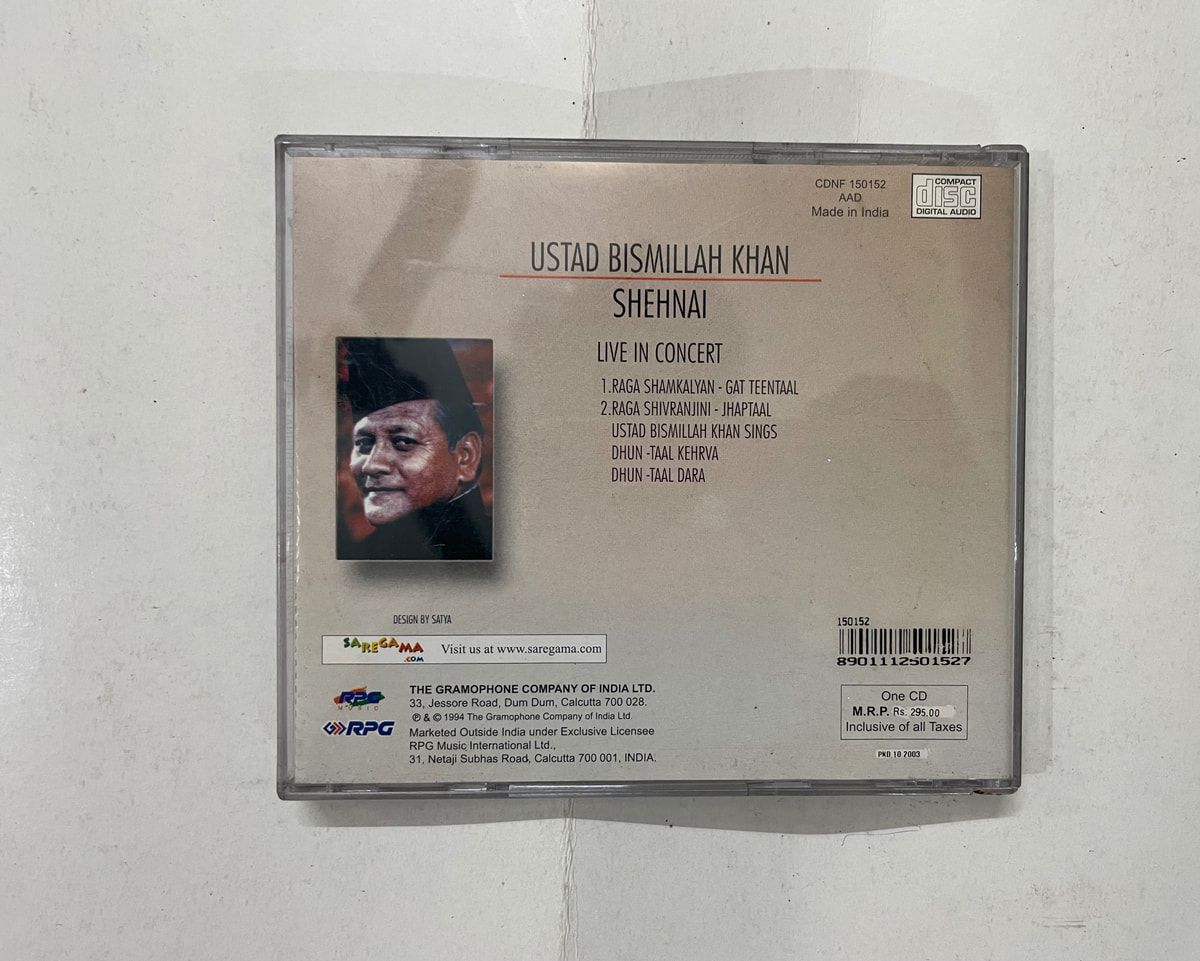 CDNF 150152
AAD
Made in India
COMPACT
disc
DIGITAL AUDIO
USTAD BISMILLAH KHAN
SHEHNAI
LIVE IN CONCERT
1.RAGA SHAMKALYAN - GAT TEENTAAL
2.RAGA SHIVRANJINI - JHAPTAAL
USTAD BISMILLAH KHAN SINGS
DHUN -TAAL KEHRVA
DHUN -TAAL DARA
DESIGN BY SATYA
SAREGAMA
.COM
Visit us at www.saregama.com
150152
8901112501527
RPG
MUSIC
RPG
THE GRAMOPHONE COMPANY OF INDIA LTD.
33, Jessore Road, Dum Dum, Calcutta 700 028.
℗ & © 1994 The Gramophone Company of India Ltd.
Marketed Outside India under Exclusive Licensee
RPG Music International Ltd.,
31, Netaji Subhas Road, Calcutta 700 001, INDIA.
One CD
M.R.P. Rs. 295.00
Inclusive of all Taxes
PKD 10 2003